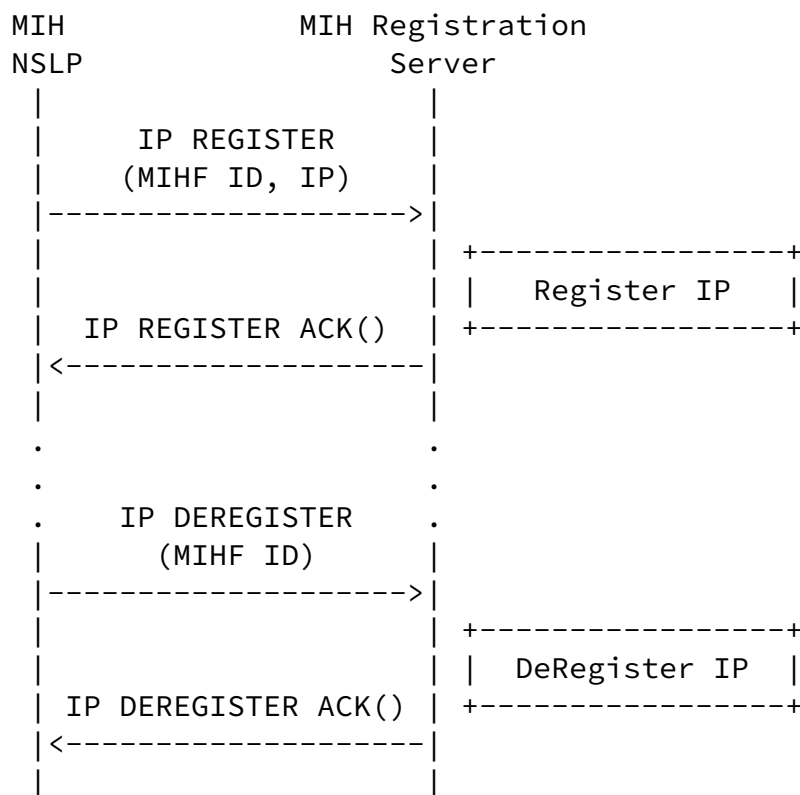 MIH MIH Registration
NSLP Server
IP REGISTER
(MIHF ID, IP)
Register IP
IP REGISTER ACK()
IP DEREGISTER
(MIHF ID)
DeRegister IP
IP DEREGISTER ACK()